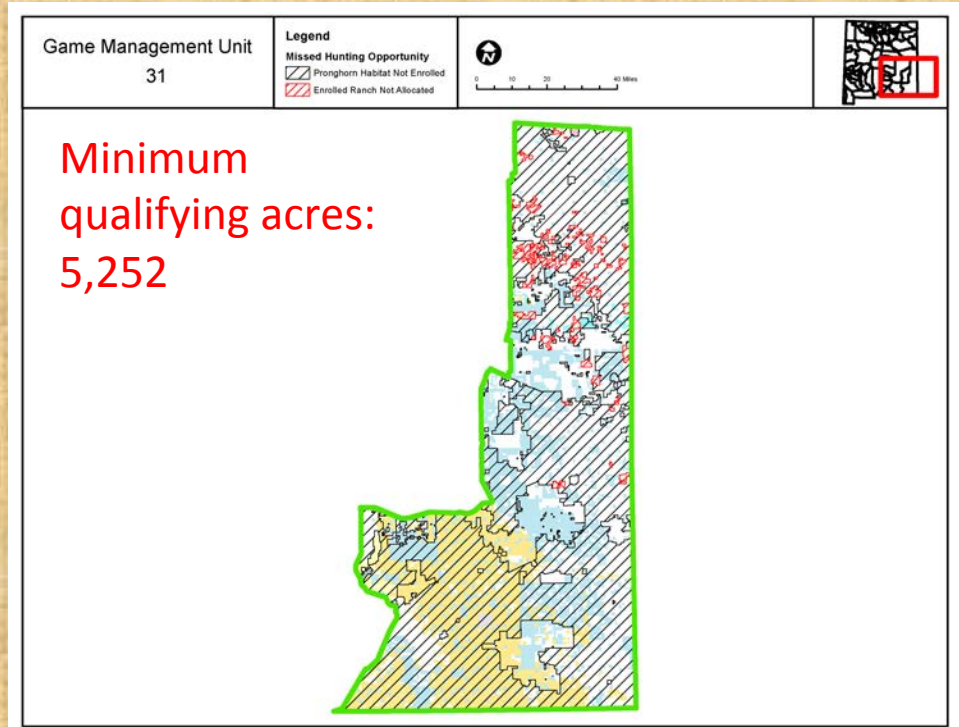 Game Management Unit
31
Legend
Missed Hunting Opportunity
Pronghorn Habitat Not Enrolled
Enrolled Ranch Not Allocated
N
0 10 20 40 Miles
Minimum
qualifying acres:
5,252